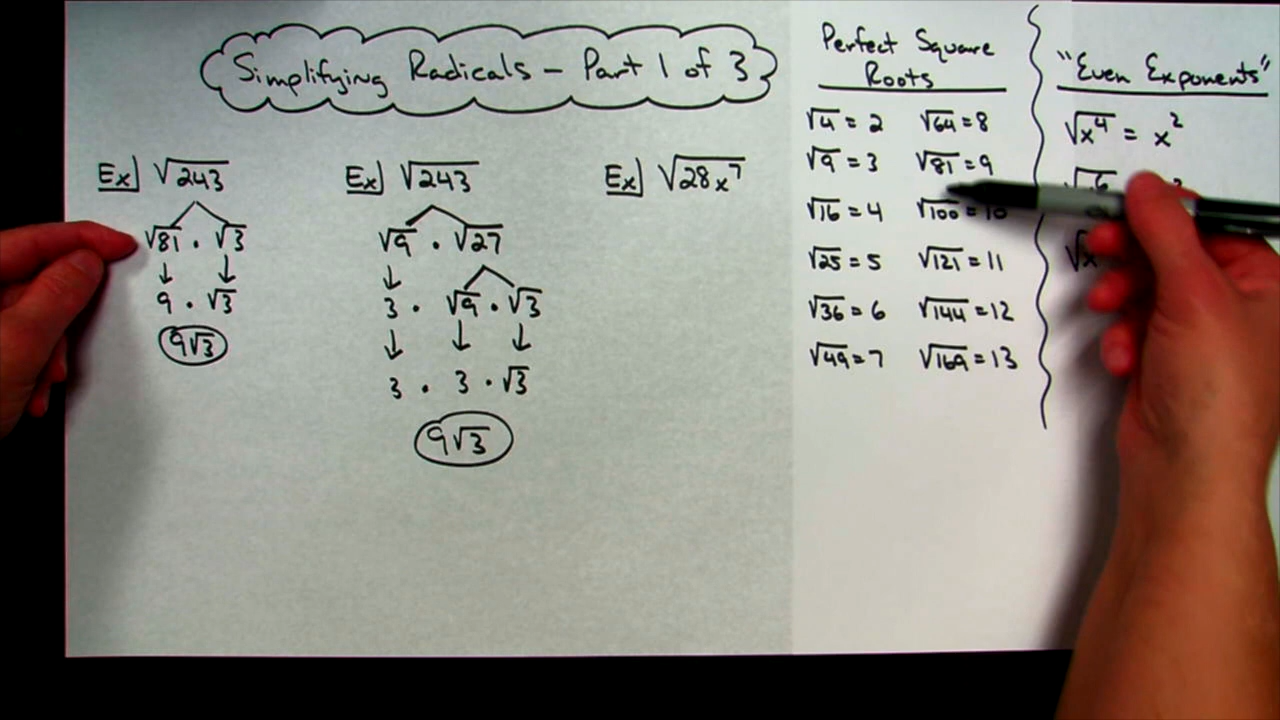 Simplifying Radicals - Part 1 of 3
Ex] √243
√81 · √3
↓ ↓
9 · √3
9√3
Ex] √243
√9 · √27
↓
3 · √9 · √3
↓ ↓ ↓
3 · 3 · √3
9√3
Ex] √28x⁷
Perfect Square
Roots
√4 = 2 √64 = 8
√9 = 3 √81 = 9
√16 = 4 √100 = 10
√25 = 5 √121 = 11
√36 = 6 √144 = 12
√49 = 7 √169 = 13
"Even Exponents"
√x⁴ = x²